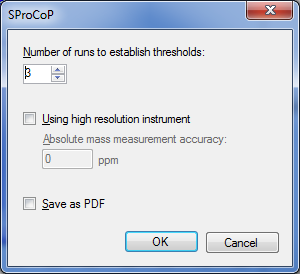 SProCoP
Number of runs to establish thresholds:
3
Using high resolution instrument
Absolute mass measurement accuracy:
0 ppm
Save as PDF
OK Cancel